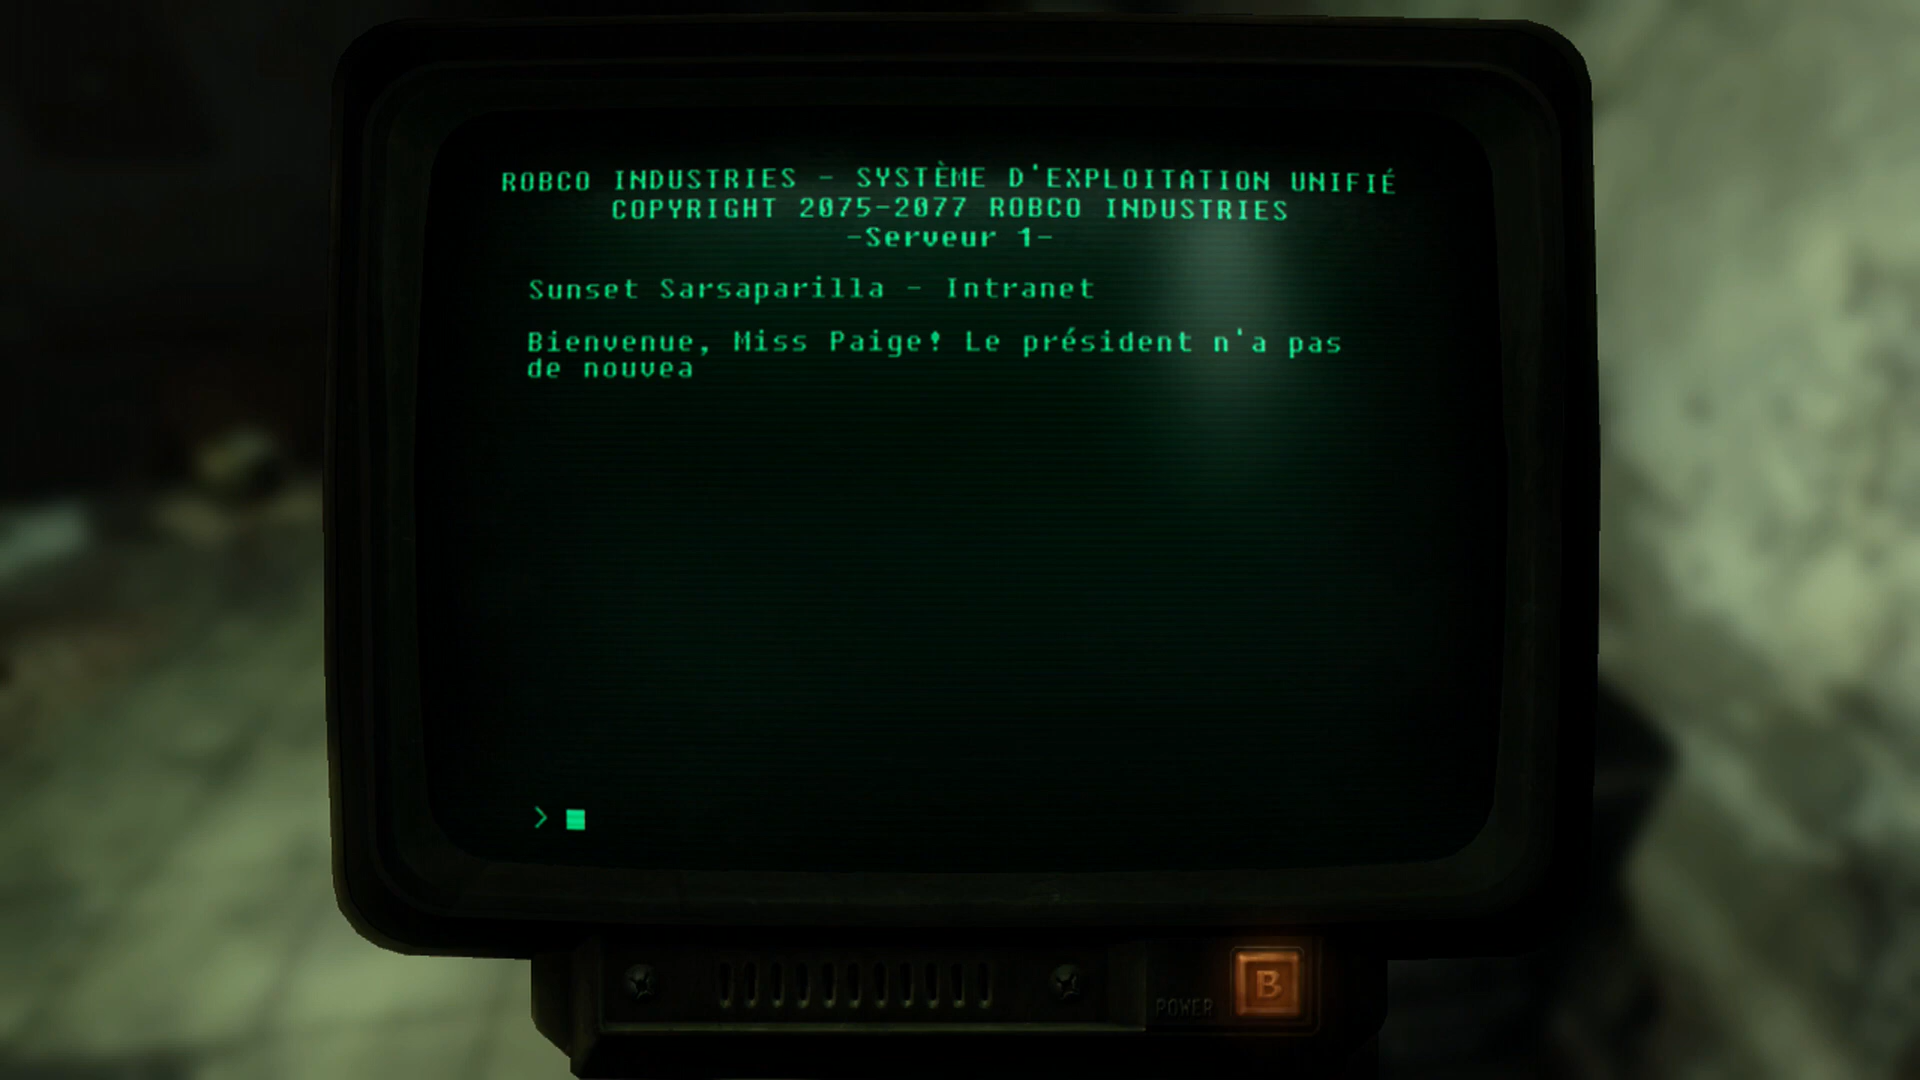 ROBCO INDUSTRIES - SYSTÈME D'EXPLOITATION UNIFIÉ
COPYRIGHT 2075-2077 ROBCO INDUSTRIES
-Serveur 1-
Sunset Sarsaparilla - Intranet
Bienvenue, Miss Paige! Le président n'a pas
de nouvea
>
POWER B